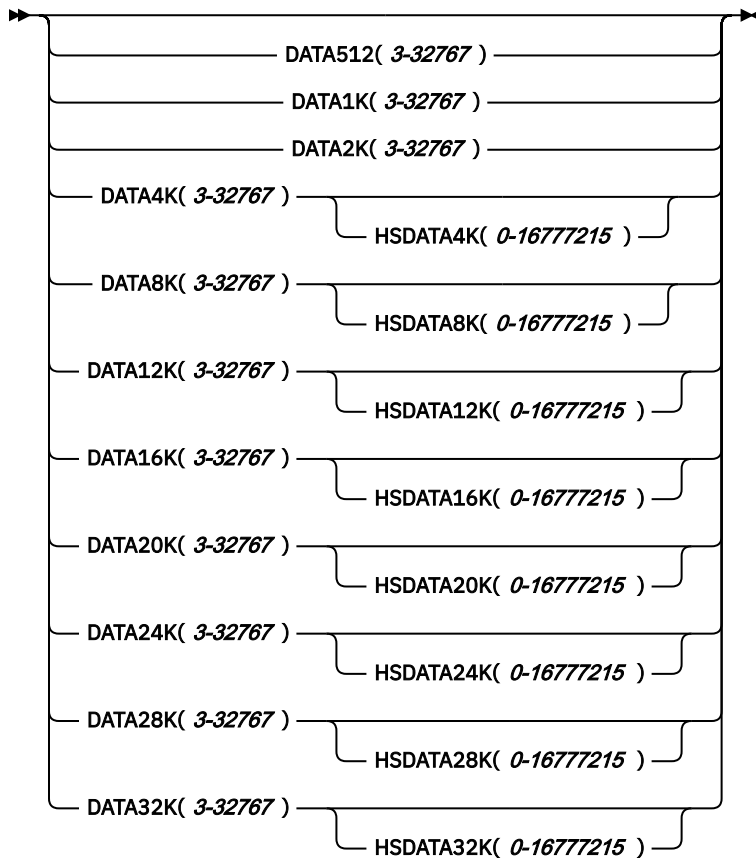 DATA512( 3-32767 )
DATA1K( 3-32767 )
DATA2K( 3-32767 )
DATA4K( 3-32767 )
HSDATA4K( 0-16777215 )
DATA8K( 3-32767 )
HSDATA8K( 0-16777215 )
DATA12K( 3-32767 )
HSDATA12K( 0-16777215 )
DATA16K( 3-32767 )
HSDATA16K( 0-16777215 )
DATA20K( 3-32767 )
HSDATA20K( 0-16777215 )
DATA24K( 3-32767 )
HSDATA24K( 0-16777215 )
DATA28K( 3-32767 )
HSDATA28K( 0-16777215 )
DATA32K( 3-32767 )
HSDATA32K( 0-16777215 )